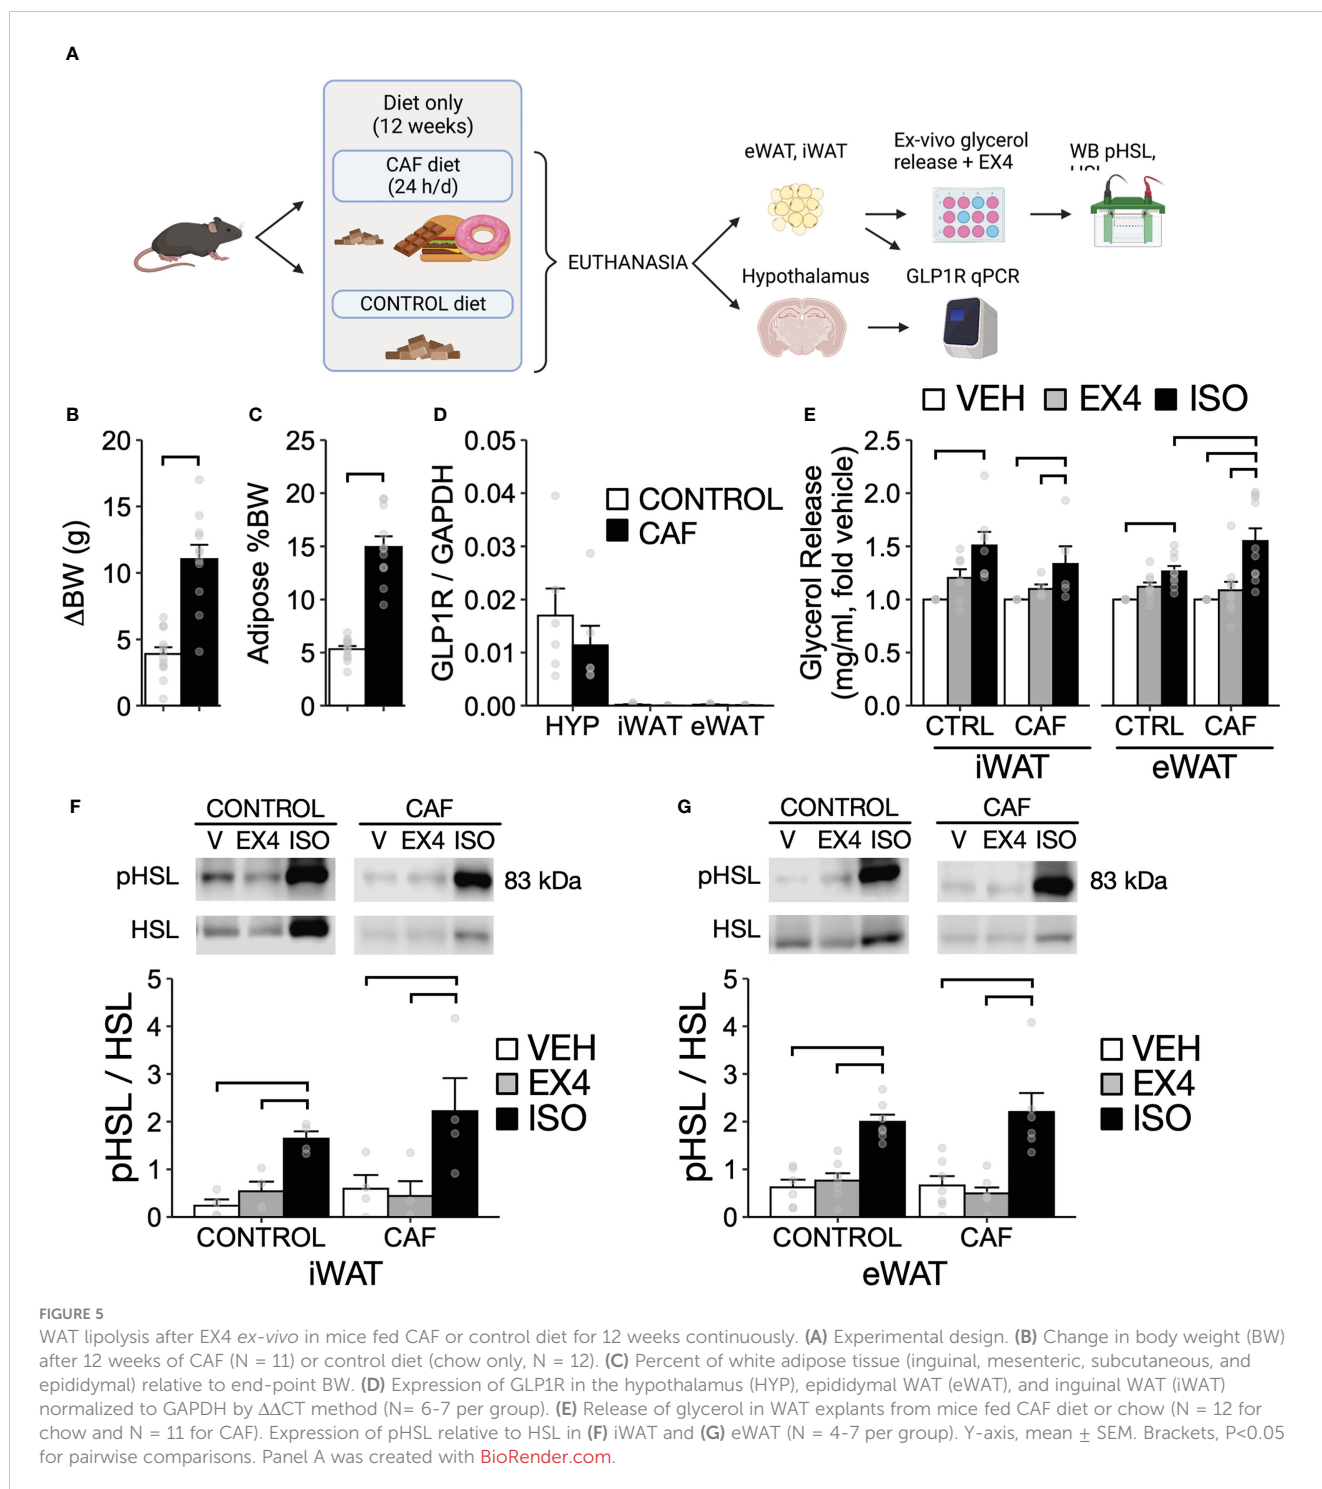 A
Diet only
(12 weeks)
CAF diet
(24 h/d)
CONTROL diet
EUTHANASIA
eWAT, iWAT
Ex-vivo glycerol
release + EX4
WB pHSL,
Hypothalamus
GLP1R qPCR
B
ΔBW (g)
20
15
10
5
0
C
Adipose %BW
25
20
15
10
5
0
D
GLP1R / GAPDH
0.05
0.04
0.03
0.02
0.01
0.00
CONTROL
CAF
HYP iWAT eWAT
E
VEH EX4 ISO
Glycerol Release
(mg/ml, fold vehicle)
2.5
2.0
1.5
1.0
0.5
0.0
CTRL CAF CTRL CAF
iWAT eWAT
F
CONTROL CAF
V EX4 ISO V EX4 ISO
pHSL 83 kDa
HSL
pHSL / HSL
5
4
3
2
1
0
VEH
EX4
ISO
CONTROL CAF
iWAT
G
CONTROL CAF
V EX4 ISO V EX4 ISO
pHSL 83 kDa
HSL
pHSL / HSL
5
4
3
2
1
0
VEH
EX4
ISO
CONTROL CAF
eWAT
FIGURE 5
WAT lipolysis after EX4 ex-vivo in mice fed CAF or control diet for 12 weeks continuously. (A) Experimental design. (B) Change in body weight (BW)
after 12 weeks of CAF (N = 11) or control diet (chow only, N = 12). (C) Percent of white adipose tissue (inguinal, mesenteric, subcutaneous, and
epididymal) relative to end-point BW. (D) Expression of GLP1R in the hypothalamus (HYP), epididymal WAT (eWAT), and inguinal WAT (iWAT)
normalized to GAPDH by ΔΔCT method (N= 6-7 per group). (E) Release of glycerol in WAT explants from mice fed CAF diet or chow (N = 12 for
chow and N = 11 for CAF). Expression of pHSL relative to HSL in (F) iWAT and (G) eWAT (N = 4-7 per group). Y-axis, mean ± SEM. Brackets, P<0.05
for pairwise comparisons. Panel A was created with BioRender.com.